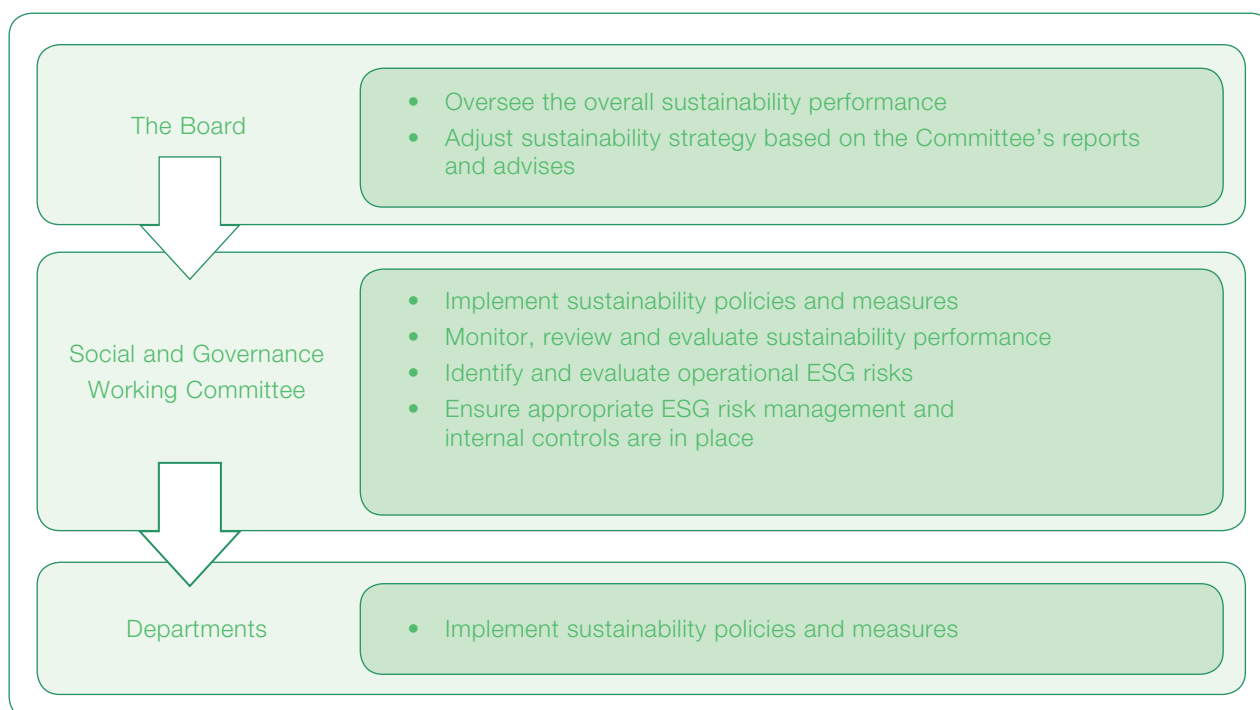 The Board
• Oversee the overall sustainability performance
• Adjust sustainability strategy based on the Committee’s reports
and advises
Social and Governance
Working Committee
• Implement sustainability policies and measures
• Monitor, review and evaluate sustainability performance
• Identify and evaluate operational ESG risks
• Ensure appropriate ESG risk management and
internal controls are in place
Departments
• Implement sustainability policies and measures